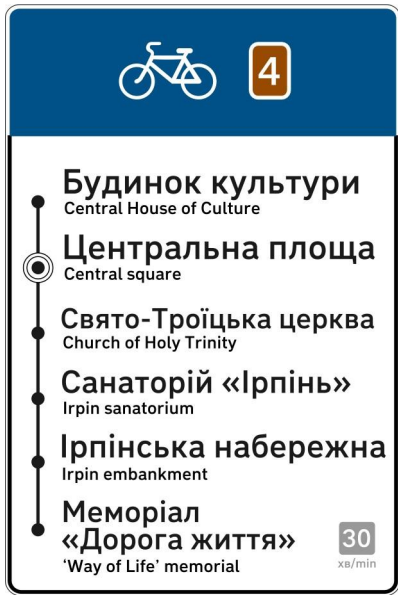 4
Будинок культури
Central House of Culture
Центральна площа
Central square
Свято-Троїцька церква
Church of Holy Trinity
Санаторій «Ірпінь»
Irpin sanatorium
Ірпінська набережна
Irpin embankment
Меморіал
«Дорога життя»
‘Way of Life’ memorial
30
хв/min